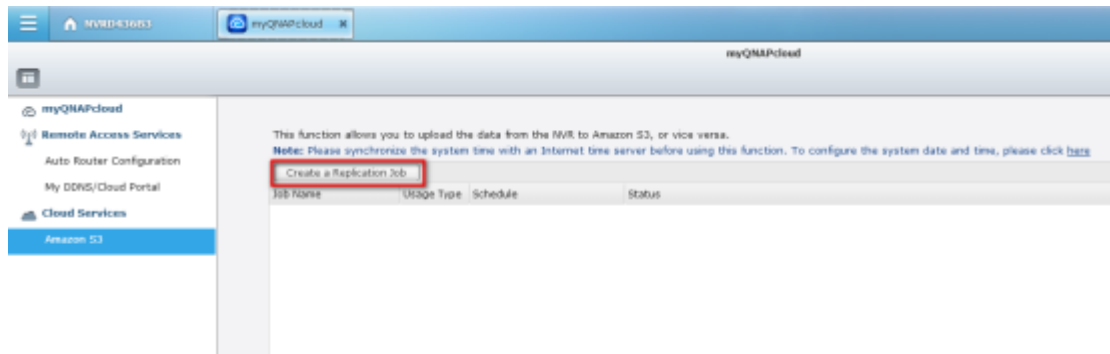 myQNAPcloud
myQNAPcloud
myQNAPcloud
Remote Access Services
Auto Router Configuration
My DDNS/Cloud Portal
Cloud Services
Amazon S3
This function allows you to upload the data from the NVR to Amazon S3, or vice versa.
Note: Please synchronize the system time with an Internet time server before using this function. To configure the system date and time, please click here
Create a Replication Job
Job Name Usage Type Schedule Status